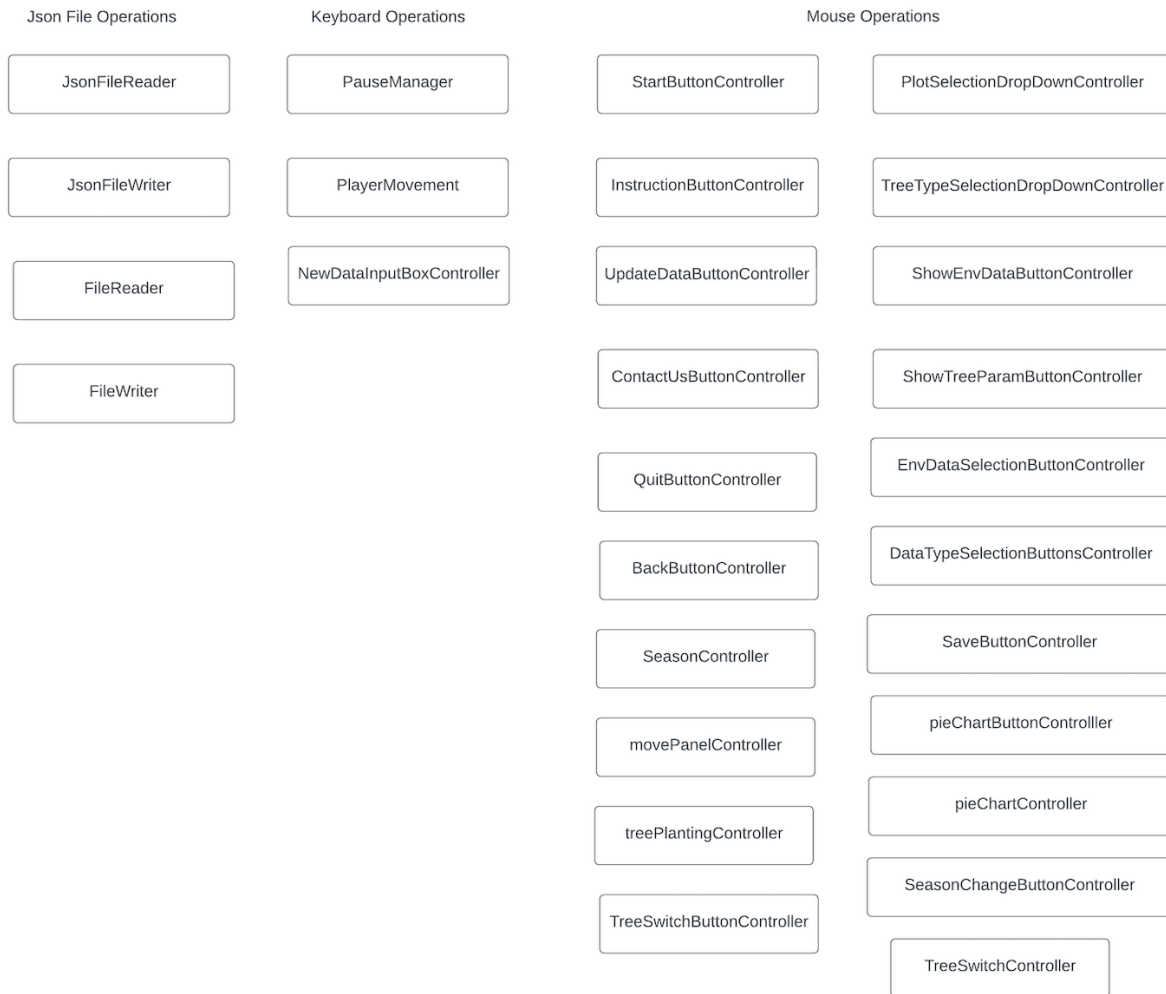 Json File Operations
JsonFileReader
JsonFileWriter
FileReader
FileWriter
Keyboard Operations
PauseManager
PlayerMovement
NewDataInputBoxController
Mouse Operations
StartButtonController
InstructionButtonController
UpdateDataButtonController
ContactUsButtonController
QuitButtonController
BackButtonController
SeasonController
movePanelController
treePlantingController
TreeSwitchButtonController
PlotSelectionDropDownController
TreeTypeSelectionDropDownController
ShowEnvDataButtonController
ShowTreeParamButtonController
EnvDataSelectionButtonController
DataTypeSelectionButtonsController
SaveButtonController
pieChartButtonControlller
pieChartController
SeasonChangeButtonController
TreeSwitchController